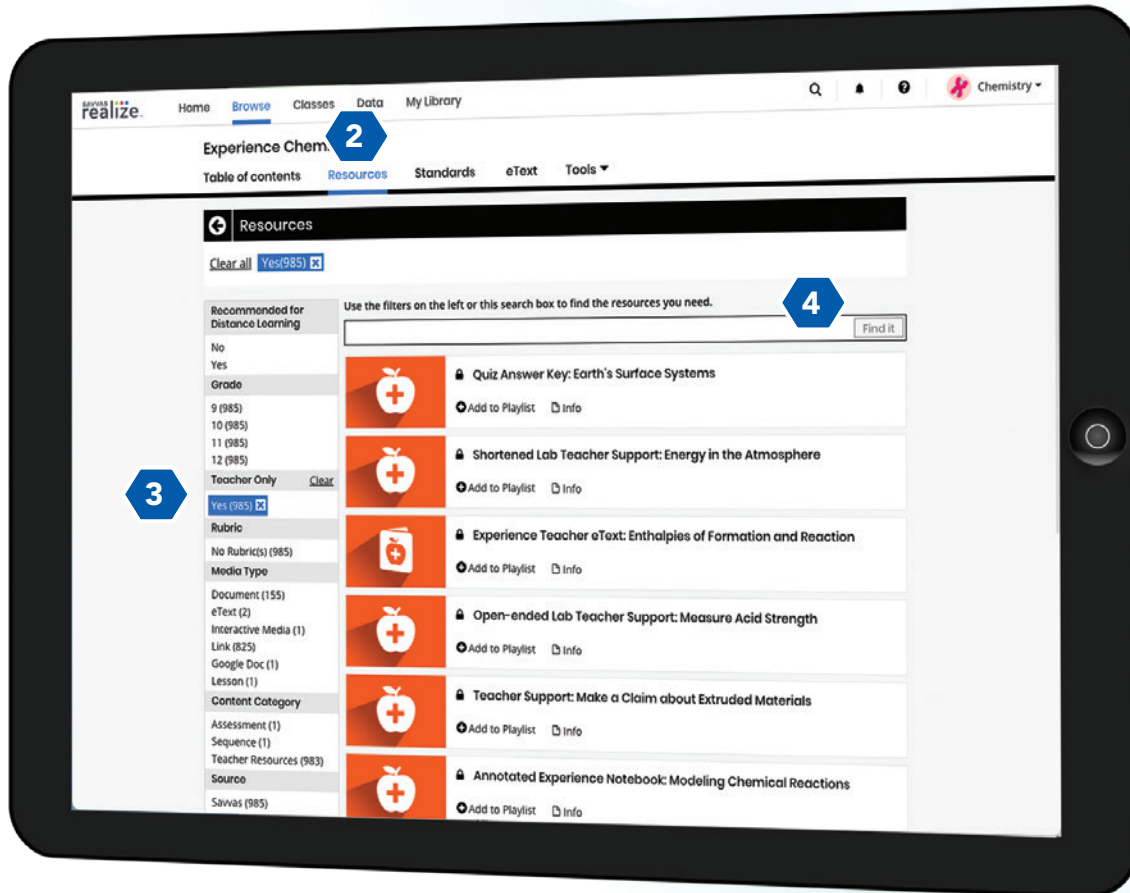 SAVVAS
realize.
Home Browse Classes Data My Library
Chemistry
2
Experience Chem
Table of contents Resources Standards eText Tools
Resources
Clear all Yes(985)
Recommended for
Distance Learning
No
Yes
Grade
9 (985)
10 (985)
11 (985)
12 (985)
Teacher Only Clear
3
Yes (985)
Rubric
No Rubric(s) (985)
Media Type
Document (155)
eText (2)
Interactive Media (1)
Link (825)
Google Doc (1)
Lesson (1)
Content Category
Assessment (1)
Sequence (1)
Teacher Resources (983)
Source
Savvas (985)
Use the filters on the left or this search box to find the resources you need.
4
Find it
Quiz Answer Key: Earth's Surface Systems
Add to Playlist Info
Shortened Lab Teacher Support: Energy in the Atmosphere
Add to Playlist Info
Experience Teacher eText: Enthalpies of Formation and Reaction
Add to Playlist Info
Open-ended Lab Teacher Support: Measure Acid Strength
Add to Playlist Info
Teacher Support: Make a Claim about Extruded Materials
Add to Playlist Info
Annotated Experience Notebook: Modeling Chemical Reactions
Add to Playlist Info